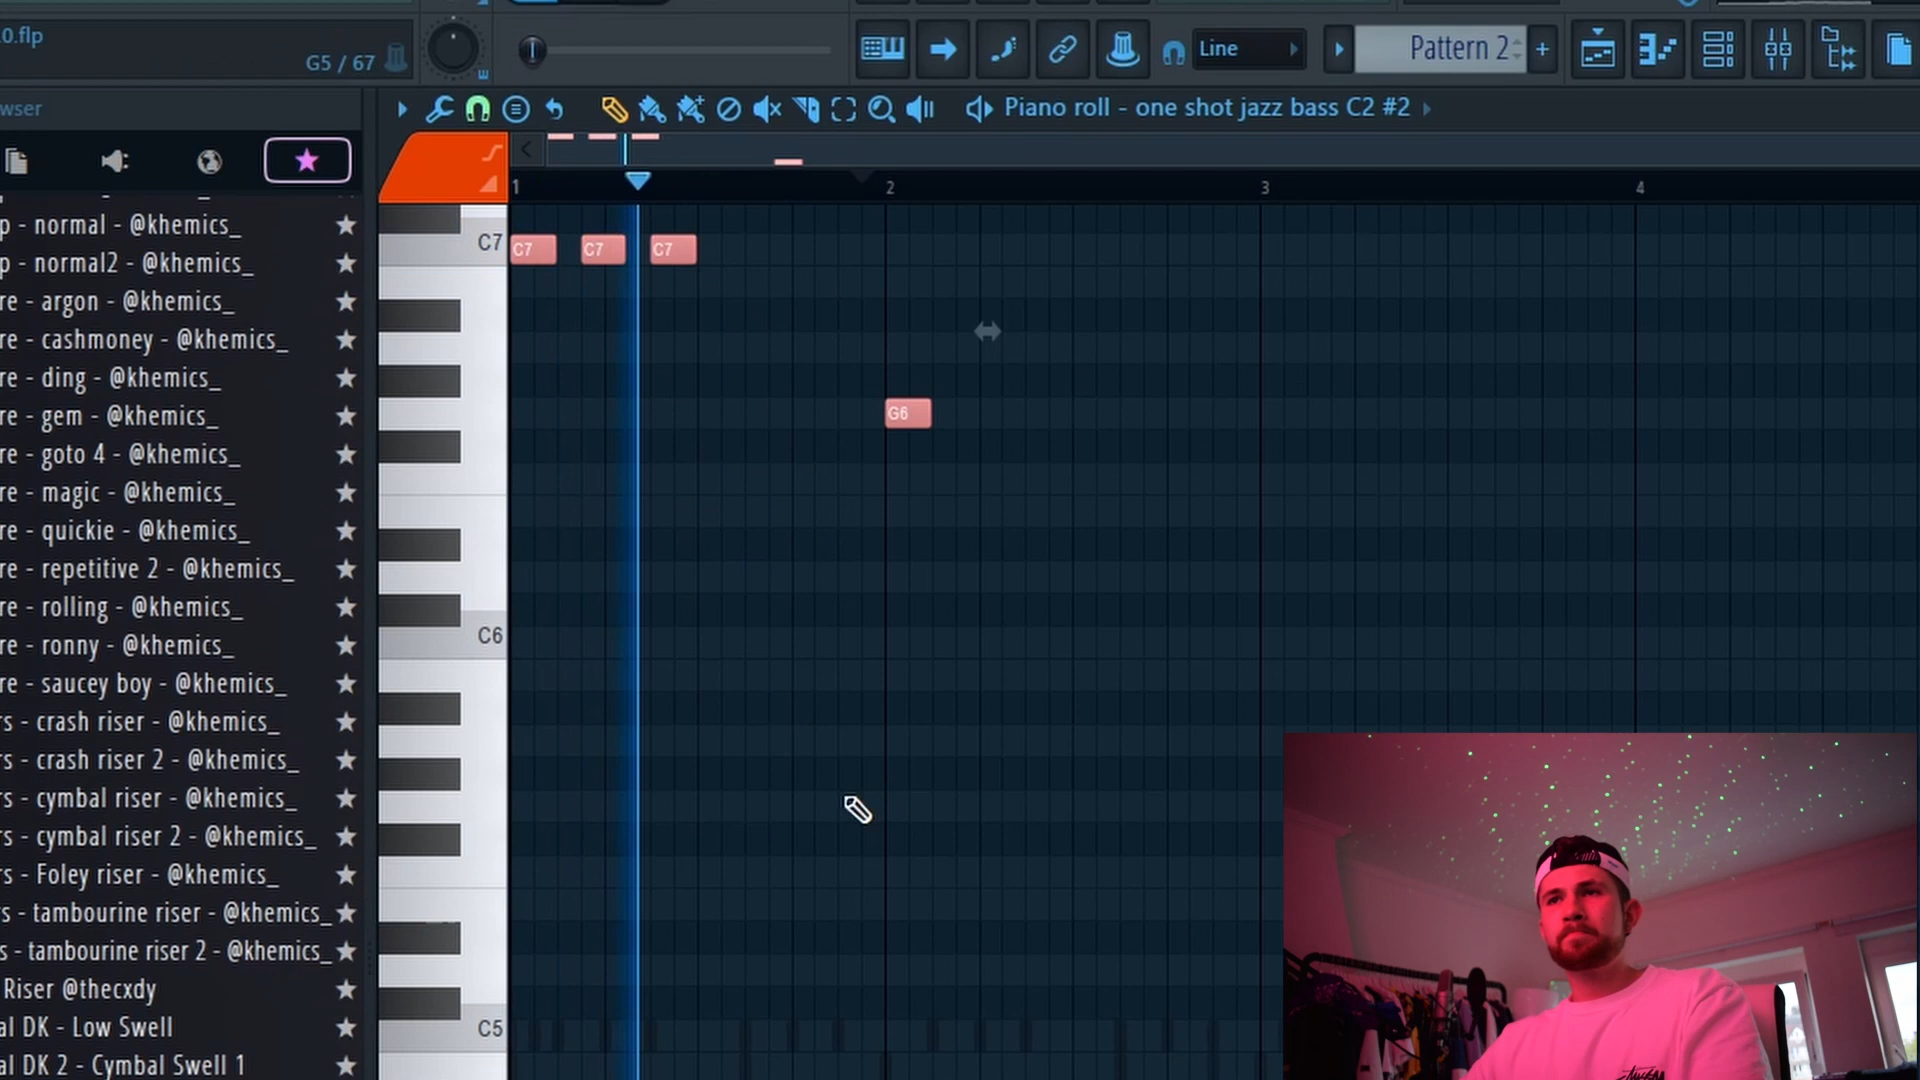 0.flp
G5 / 67
Line
Pattern 2
+
wser
Piano roll - one shot jazz bass C2 #2
1
2
3
4
p - normal - @khemics_
p - normal2 - @khemics_
re - argon - @khemics_
re - cashmoney - @khemics_
re - ding - @khemics_
re - gem - @khemics_
re - goto 4 - @khemics_
re - magic - @khemics_
re - quickie - @khemics_
re - repetitive 2 - @khemics_
re - rolling - @khemics_
re - ronny - @khemics_
re - saucey boy - @khemics_
rs - crash riser - @khemics_
rs - crash riser 2 - @khemics_
rs - cymbal riser - @khemics_
rs - cymbal riser 2 - @khemics_
rs - Foley riser - @khemics_
rs - tambourine riser - @khemics_
s - tambourine riser 2 - @khemics_
Riser @thecxdy
al DK - Low Swell
al DK 2 - Cymbal Swell 1
C7
C7
C7
C7
G6
C6
C5